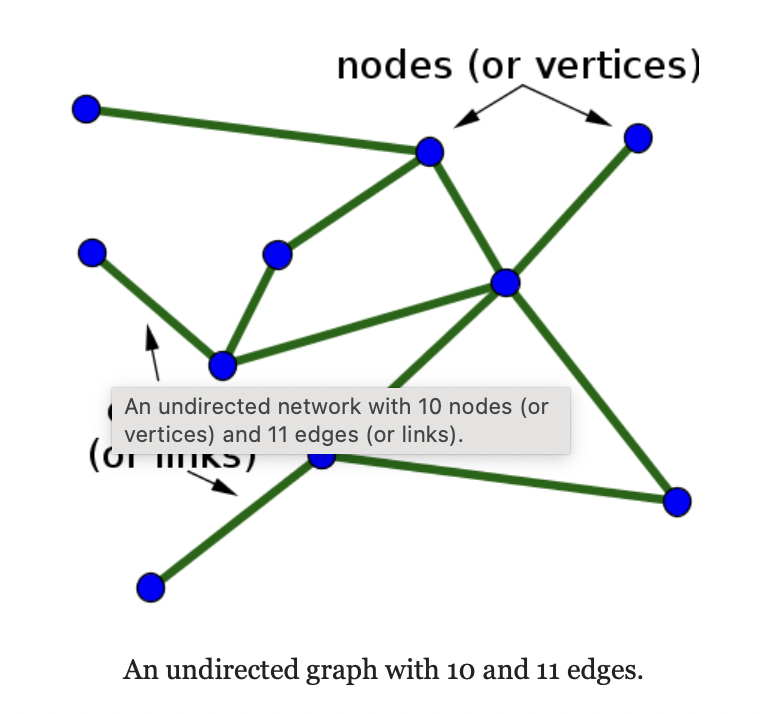 nodes (or vertices)
An undirected network with 10 nodes (or
vertices) and 11 edges (or links).
(or links)
An undirected graph with 10 and 11 edges.